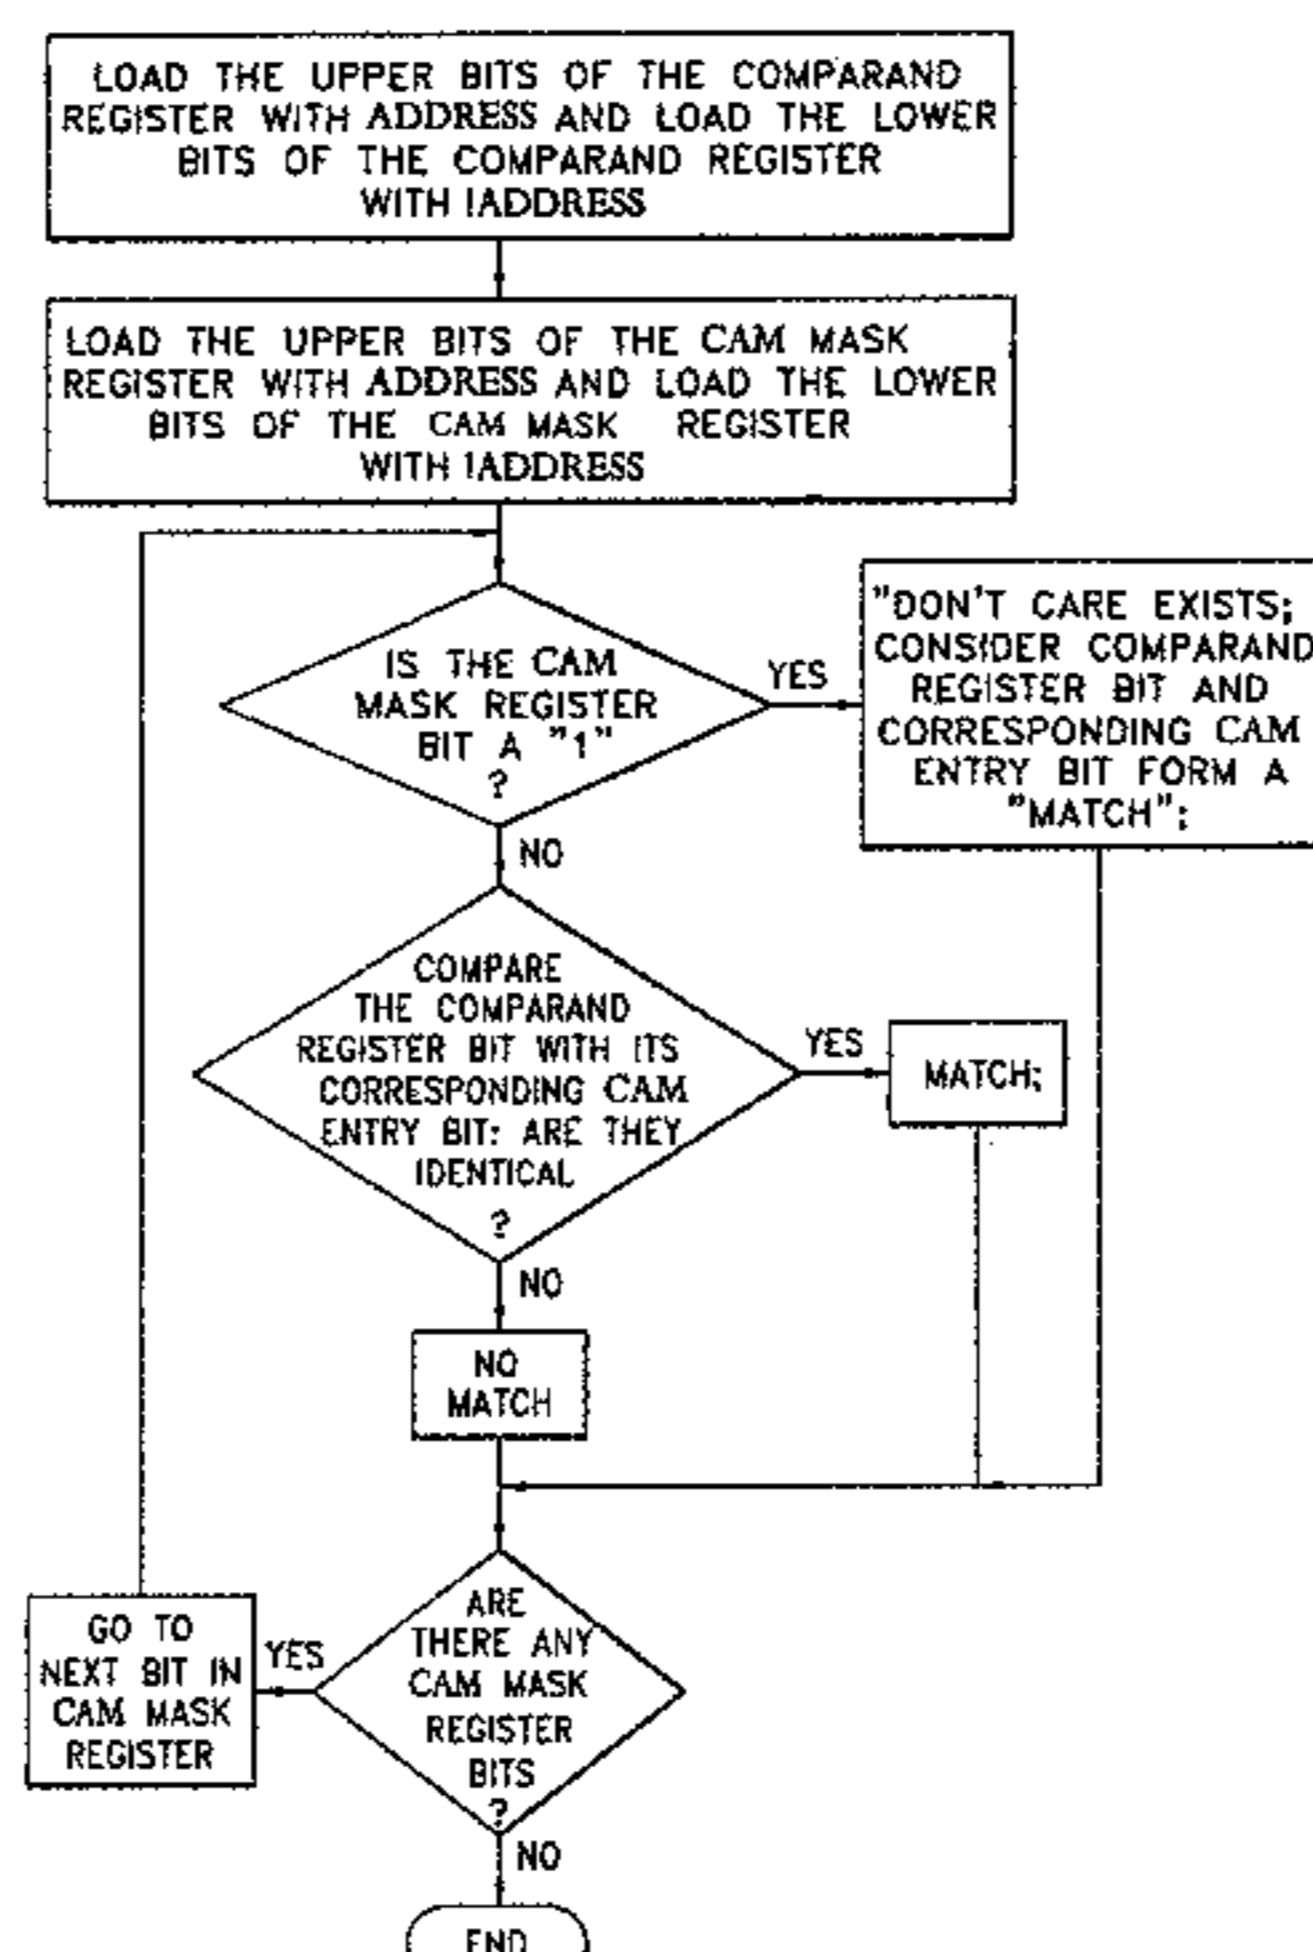 LOAD THE UPPER BITS OF THE COMPARAND
REGISTER WITH ADDRESS AND LOAD THE LOWER
BITS OF THE COMPARAND REGISTER
WITH !ADDRESS
LOAD THE UPPER BITS OF THE CAM MASK
REGISTER WITH ADDRESS AND LOAD THE LOWER
BITS OF THE CAM MASK REGISTER
WITH !ADDRESS
IS THE CAM
MASK REGISTER
BIT A "1"
?
YES
"DON'T CARE EXISTS;
CONSIDER COMPARAND
REGISTER BIT AND
CORRESPONDING CAM
ENTRY BIT FORM A
"MATCH";
NO
COMPARE
THE COMPARAND
REGISTER BIT WITH ITS
CORRESPONDING CAM
ENTRY BIT: ARE THEY
IDENTICAL
?
YES
MATCH;
NO
NO
MATCH
ARE
THERE ANY
CAM MASK
REGISTER
BITS
?
YES
GO TO
NEXT BIT IN
CAM MASK
REGISTER
NO
END